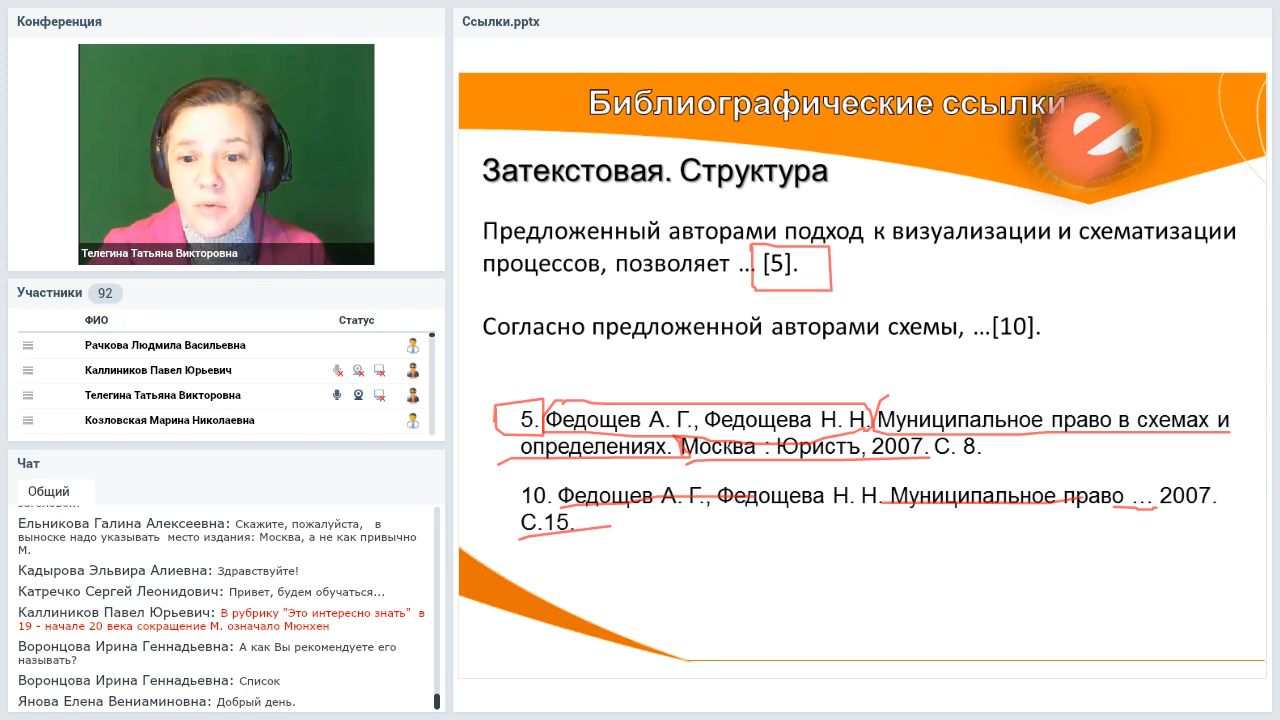 Конференция
Телегина Татьяна Викторовна
Участники 92
ФИО Статус
Рачкова Людмила Васильевна
Каллиников Павел Юрьевич
Телегина Татьяна Викторовна
Козловская Марина Николаевна
Чат
Общий
Ельникова Галина Алексеевна: Скажите, пожалуйста, в
выноске надо указывать место издания: Москва, а не как привычно
М.
Кадырова Эльвира Алиевна: Здравствуйте!
Катречко Сергей Леонидович: Привет, будем обучаться...
Каллиников Павел Юрьевич: В рубрику "Это интересно знать" в
19 - начале 20 века сокращение М. означало Мюнхен
Воронцова Ирина Геннадьевна: А как Вы рекомендуете его
называть?
Воронцова Ирина Геннадьевна: Список
Янова Елена Вениаминовна: Добрый день.
Ссылки.pptx
Библиографические ссылки
Затекстовая. Структура
Предложенный авторами подход к визуализации и схематизации
процессов, позволяет ... [5].
Согласно предложенной авторами схемы, ...[10].
5. Федощев А. Г., Федощева Н. Н. Муниципальное право в схемах и
определениях. Москва : Юристъ, 2007. С. 8.
10. Федощев А. Г., Федощева Н. Н. Муниципальное право ... 2007.
С.15.